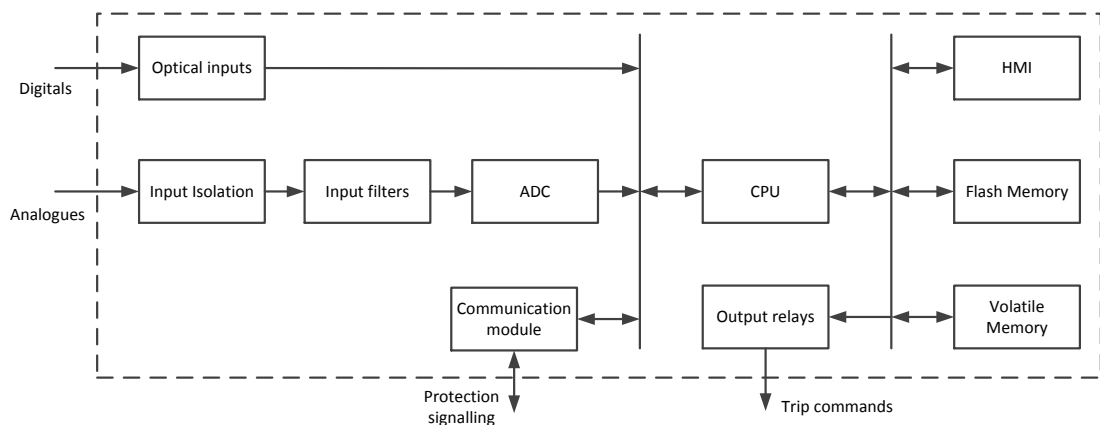 Optical inputs
HMI
Digitals
Input Isolation
Input filters
ADC
CPU
Flash Memory
Analogues
Communication
module
Output relays
Volatile
Memory
Protection
signalling
Trip commands